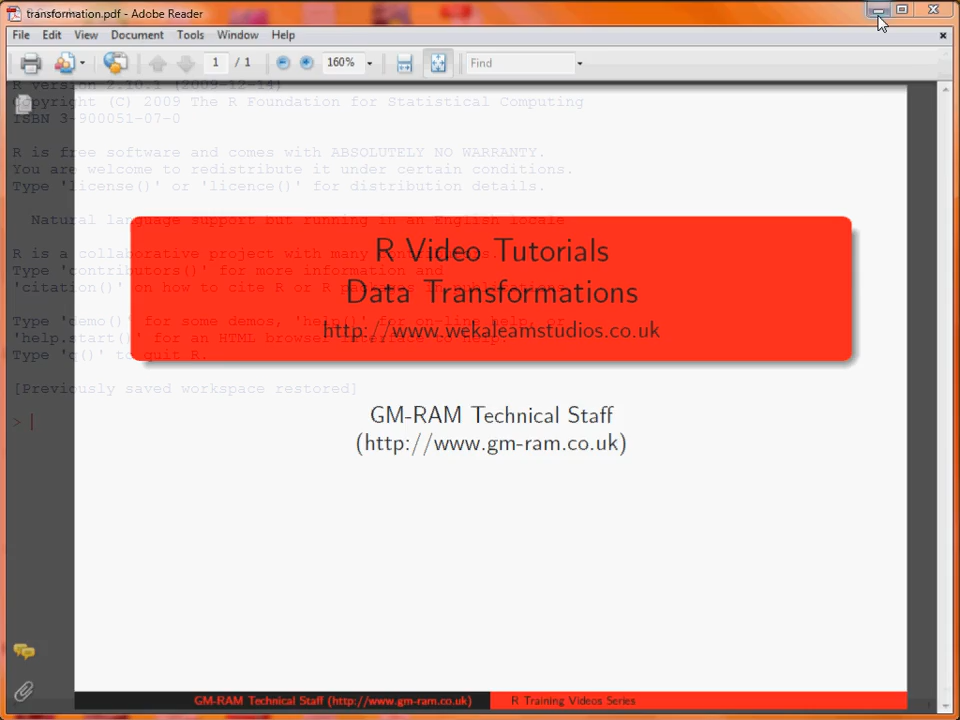 transformation.pdf - Adobe Reader
File Edit View Document Tools Window Help
1 / 1 160% Find
R version 2.10.1 (2009-12-14)
Copyright (C) 2009 The R Foundation for Statistical Computing
ISBN 3-900051-07-0
R is free software and comes with ABSOLUTELY NO WARRANTY.
You are welcome to redistribute it under certain conditions.
Type 'license()' or 'licence()' for distribution details.
Natural language support but running in an English locale
R is a collaborative project with many contributors.
Type 'contributors()' for more information and
'citation()' on how to cite R or R packages in publications.
Type 'demo()' for some demos, 'help()' for on-line help, or
'help.start()' for an HTML browser interface to help.
Type 'q()' to quit R.
[Previously saved workspace restored]
>
R Video Tutorials
Data Transformations
http://www.wekaleamstudios.co.uk
GM-RAM Technical Staff
(http://www.gm-ram.co.uk)
GM-RAM Technical Staff (http://www.gm-ram.co.uk) R Training Videos Series